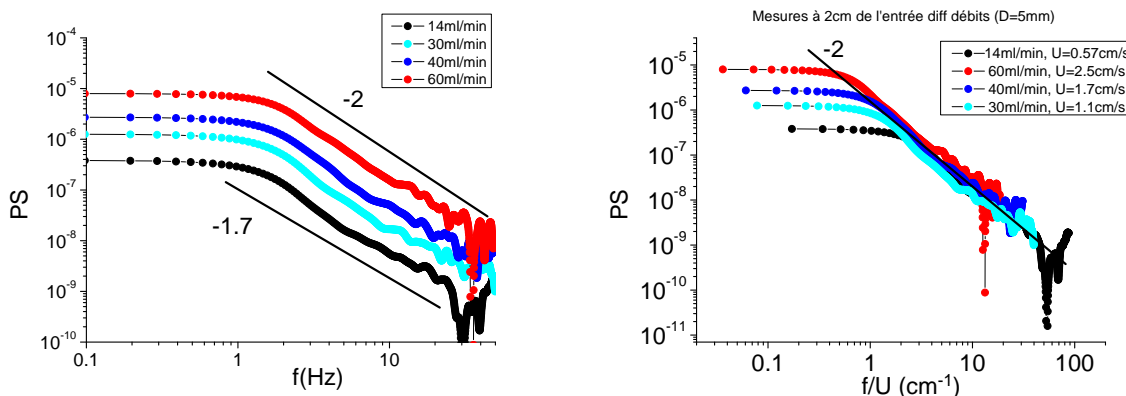 14ml/min
30ml/min
40ml/min
60ml/min
10^-4
10^-5
10^-6
10^-7
10^-8
10^-9
10^-10
PS
-2
-1.7
0.1
1
10
f(Hz)
Mesures à 2cm de l'entrée diff débits (D=5mm)
14ml/min, U=0.57cm/s
60ml/min, U=2.5cm/s
40ml/min, U=1.7cm/s
30ml/min, U=1.1cm/s
10^-5
10^-6
10^-7
10^-8
10^-9
10^-10
10^-11
PS
-2
0.1
1
10
100
f/U (cm^-1)